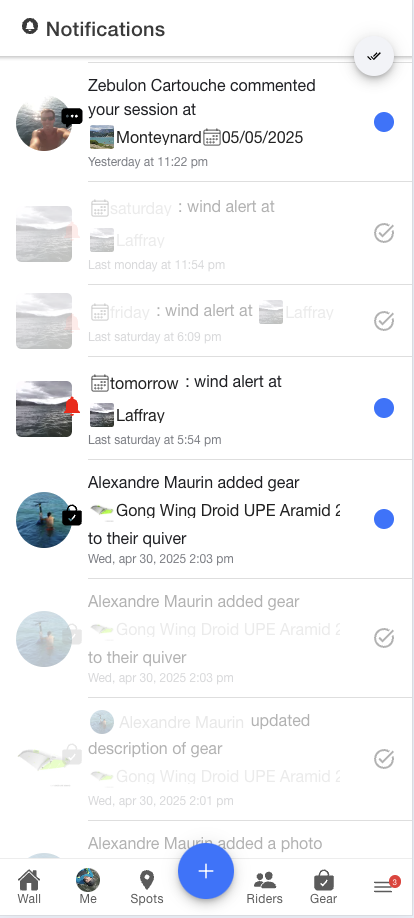 Notifications
Zebulon Cartouche commented
your session at
Monteynard 05/05/2025
Yesterday at 11:22 pm
saturday : wind alert at
Laffray
Last monday at 11:54 pm
friday : wind alert at Laffray
Last saturday at 6:09 pm
tomorrow : wind alert at
Laffray
Last saturday at 5:54 pm
Alexandre Maurin added gear
Gong Wing Droid UPE Aramid 2
to their quiver
Wed, apr 30, 2025 2:03 pm
Alexandre Maurin added gear
Gong Wing Droid UPE Aramid 2
to their quiver
Wed, apr 30, 2025 2:03 pm
Alexandre Maurin updated
description of gear
Gong Wing Droid UPE Aramid 2
Wed, apr 30, 2025 2:01 pm
Alexandre Maurin added a photo
Wall
Me
Spots
+
Riders
Gear
3